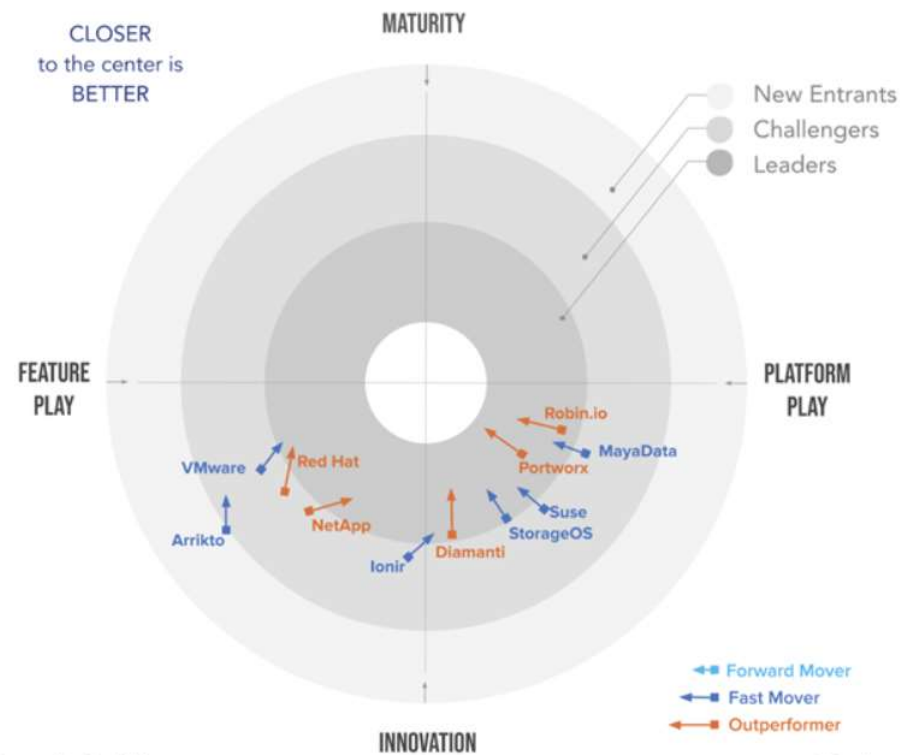 MATURITY
CLOSER
to the center is
BETTER
New Entrants
Challengers
Leaders
FEATURE
PLAY
PLATFORM
PLAY
Robin.io
MayaData
Portworx
VMware
Red Hat
Suse
NetApp
StorageOS
Arrikto
Diamanti
Ionir
Forward Mover
Fast Mover
Outperformer
INNOVATION